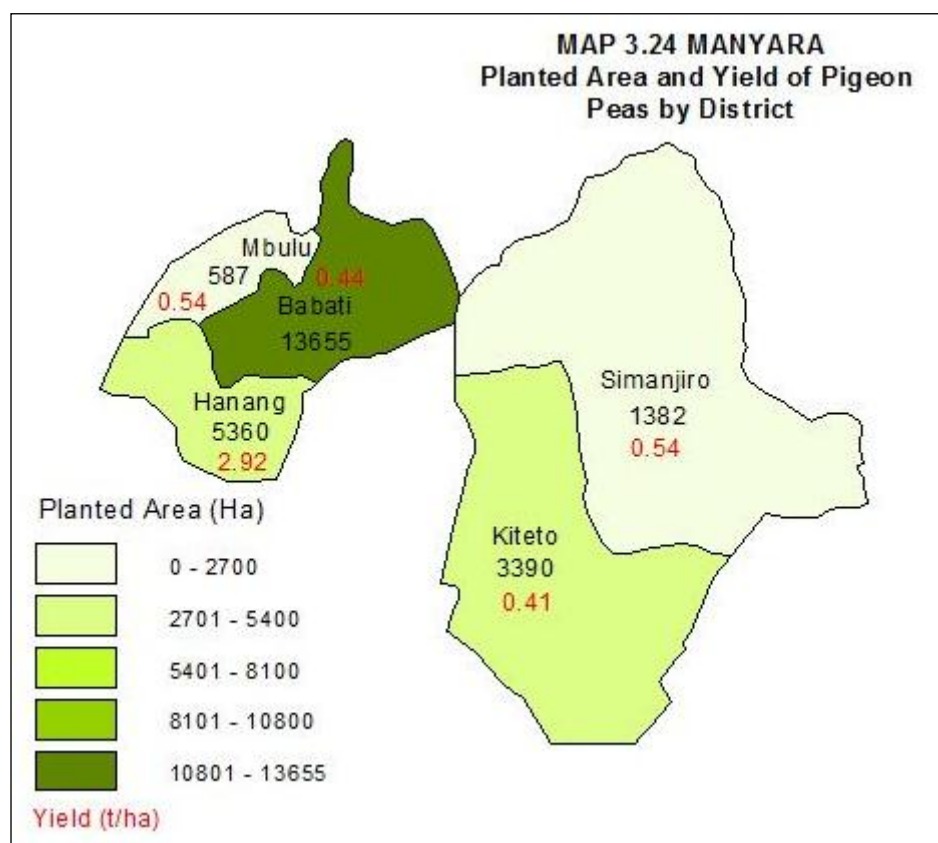 MAP 3.24 MANYARA
Planted Area and Yield of Pigeon
Peas by District
Mbulu
587
0.54
0.44
Babati
13655
Hanang
5360
2.92
Simanjiro
1382
0.54
Kiteto
3390
0.41
Planted Area (Ha)
0 - 2700
2701 - 5400
5401 - 8100
8101 - 10800
10801 - 13655
Yield (t/ha)